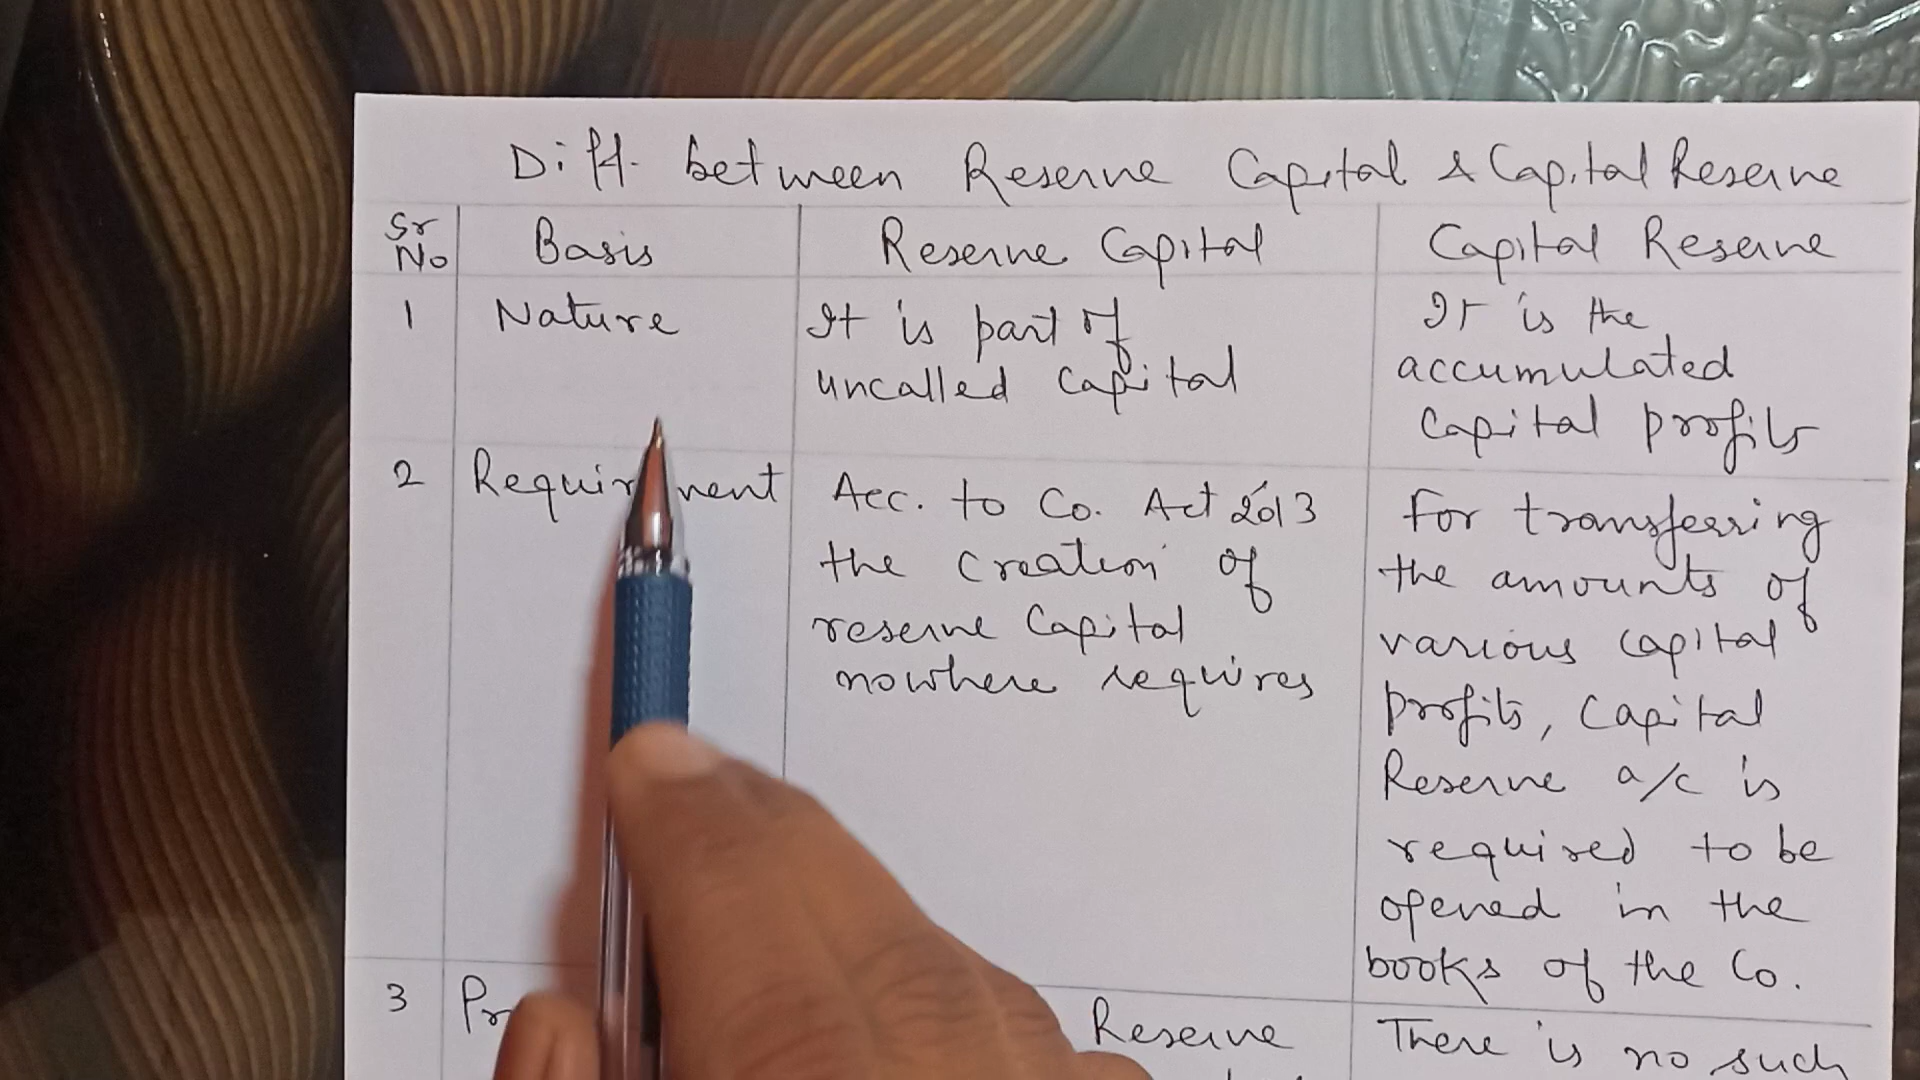 Diff. between Reserve Capital & Capital Reserve
Sr No
Basis
Reserve Capital
Capital Reserve
1
Nature
It is part of
uncalled capital
It is the
accumulated
capital profits
2
Acc. to Co. Act 2013
the creation of
reserve capital
nowhere requires
For transferring
the amounts of
various capital
profits, Capital
Reserve a/c is
required to be
opened in the
books of the Co.
3
Reserve
There is no such